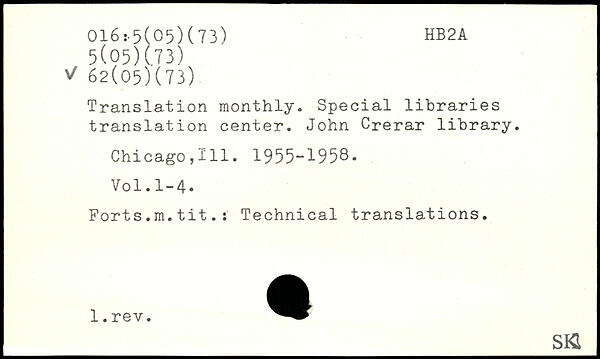 016:5(05)(73) HB2A
5(05)(73)
V 62(05)(73)
Translation monthly. Special libraries
translation center. John Crerar library.
Chicago,Ill. 1955-1958.
Vol.1-4.
Forts.m.tit.: Technical translations.
1.rev.
SK